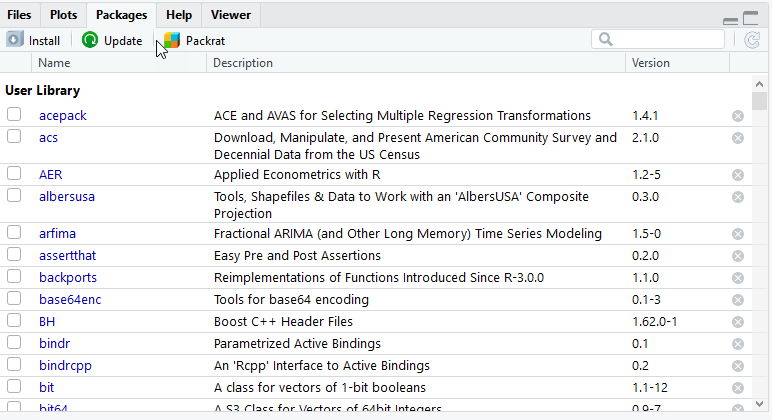 Files Plots Packages Help Viewer
Install Update Packrat
Name Description Version
User Library
acepack ACE and AVAS for Selecting Multiple Regression Transformations 1.4.1
acs Download, Manipulate, and Present American Community Survey and 2.1.0
Decennial Data from the US Census
AER Applied Econometrics with R 1.2-5
albersusa Tools, Shapefiles & Data to Work with an 'AlbersUSA' Composite 0.3.0
Projection
arfima Fractional ARIMA (and Other Long Memory) Time Series Modeling 1.5-0
assertthat Easy Pre and Post Assertions 0.2.0
backports Reimplementations of Functions Introduced Since R-3.0.0 1.1.0
base64enc Tools for base64 encoding 0.1-3
BH Boost C++ Header Files 1.62.0-1
bindr Parametrized Active Bindings 0.1
bindrcpp An 'Rcpp' Interface to Active Bindings 0.2
bit A class for vectors of 1-bit booleans 1.1-12
bit64 A S3 Class for Vectors of 64bit Integers 0.9-7